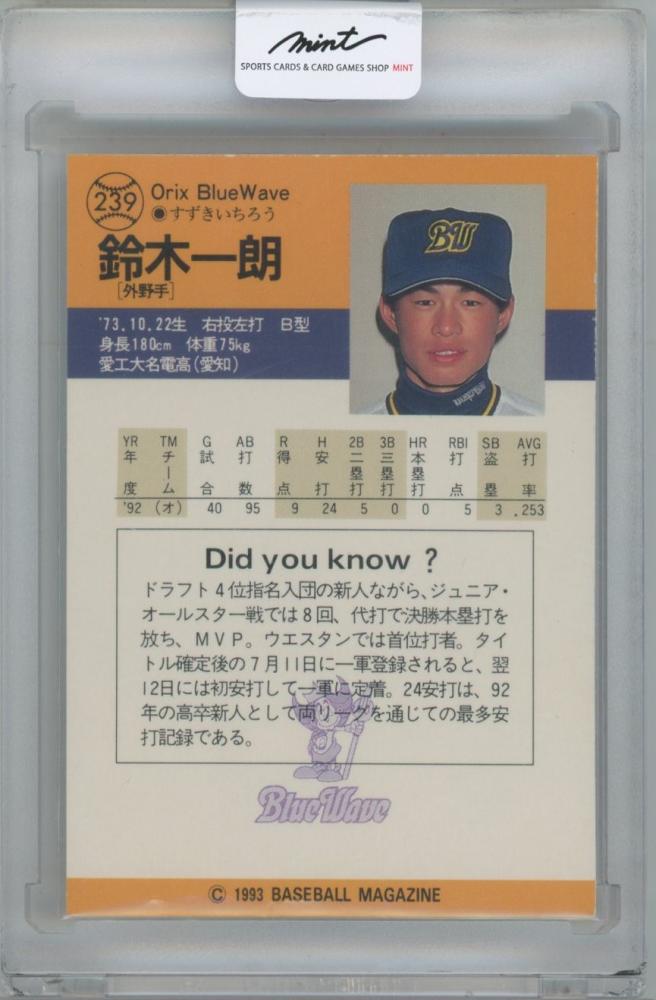 mint
SPORTS CARDS & CARD GAMES SHOP MINT
239
Orix BlueWave
●すずきいちろう
鈴木一朗
[外野手]
BW
'73.10.22生 右投左打 B型
身長180cm 体重75kg
愛工大名電高(愛知)
YR TM G AB R H 2B 3B HR RBI SB AVG
年度 チーム 試合 打数 得点 安打 二塁打 三塁打 本塁打 打点 盗塁 打率
'92 (オ) 40 95 9 24 5 0 0 5 3 .253
Did you know ?
ドラフト4位指名入団の新人ながら、ジュニア・
オールスター戦では8回、代打で決勝本塁打を
放ち、MVP。ウエスタンでは首位打者。タイ
トル確定後の7月11日に一軍登録されると、翌
12日には初安打して一軍に定着。24安打は、92
年の高卒新人として両リーグを通じての最多安
打記録である。
BlueWave
© 1993 BASEBALL MAGAZINE